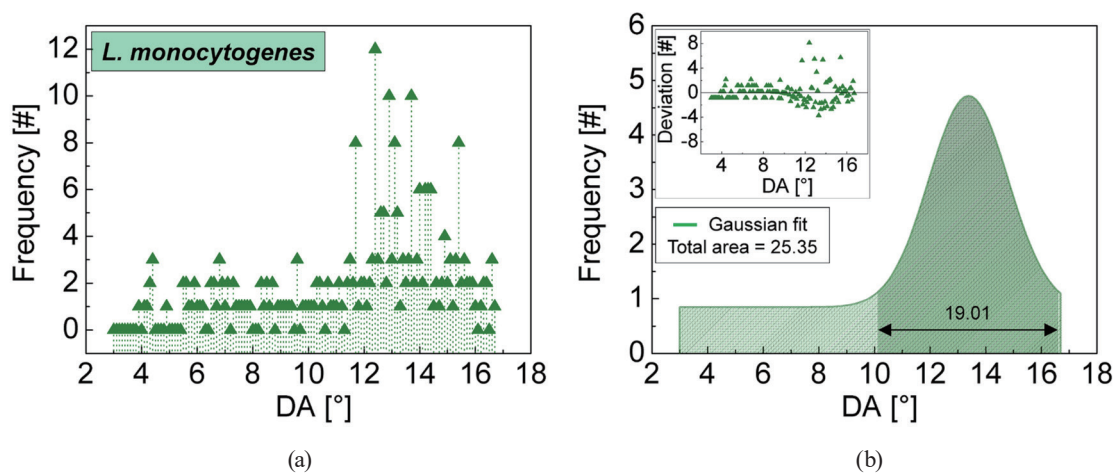 L. monocytogenes
Frequency [#]
12
10
8
6
4
2
0
2 4 6 8 10 12 14 16 18
DA [°]
(a)
Frequency [#]
6
5
4
3
2
1
0
Deviation [#]
8
4
0
-4
-8
4 8 12 16
DA [°]
Gaussian fit
Total area = 25.35
19.01
2 4 6 8 10 12 14 16 18
DA [°]
(b)